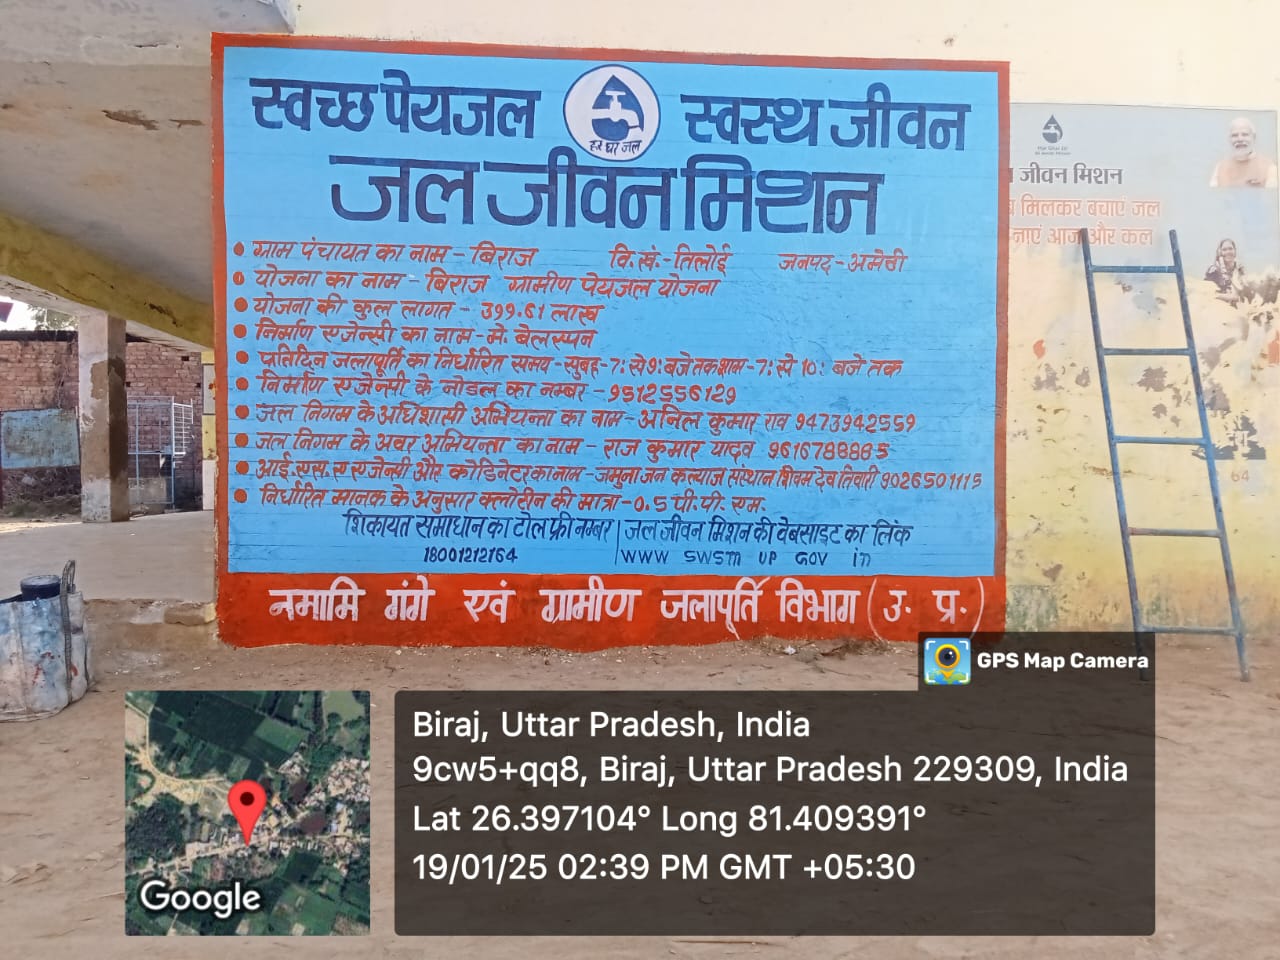 स्वच्छ पेयजल स्वस्थ जीवन
हर घर जल
जल जीवन मिशन
• ग्राम पंचायत का नाम - बिराज वि.खं.- तिलोई जनपद - अमेठी
• योजना का नाम - बिराज ग्रामीण पेयजल योजना
• योजना की कुल लागत - 399.61 लाख
• निर्माण एजेन्सी का नाम - मे. वेलस्पन
• प्रतिदिन जलापूर्ति का निर्धारित समय - सुबह - 7: से 9: बजे तक शाम - 7: से 10: बजे तक
• निर्माण एजेन्सी के नोडल का नम्बर - 9512556129
• जल निगम के अधिशासी अभियन्ता का नाम - अनिल कुमार राव 9473942559
• जल निगम के अवर अभियन्ता का नाम - राज कुमार यादव 9616788885
• आई.एस.ए एजेन्सी और कोडिनेटर का नाम - जमुना जन कल्याज संस्थान शिवम देव तिवारी 9026501115
• निर्धारित मानक के अनुसार क्लोरीन की मात्रा - 0.5 पी.पी.एम.
शिकायत समाधान का टोल फ्री नम्बर | जल जीवन मिशन की वेबसाइट का लिंक
18001212164 | WWW SWSM UP GOV in
नमामि गंगे एवं ग्रामीण जलापूर्ति विभाग (उ. प्र.)
जीवन मिशन
मिलकर बचाएं जल
आज और कल
64
GPS Map Camera
Biraj, Uttar Pradesh, India
9cw5+qq8, Biraj, Uttar Pradesh 229309, India
Lat 26.397104° Long 81.409391°
19/01/25 02:39 PM GMT +05:30
Google